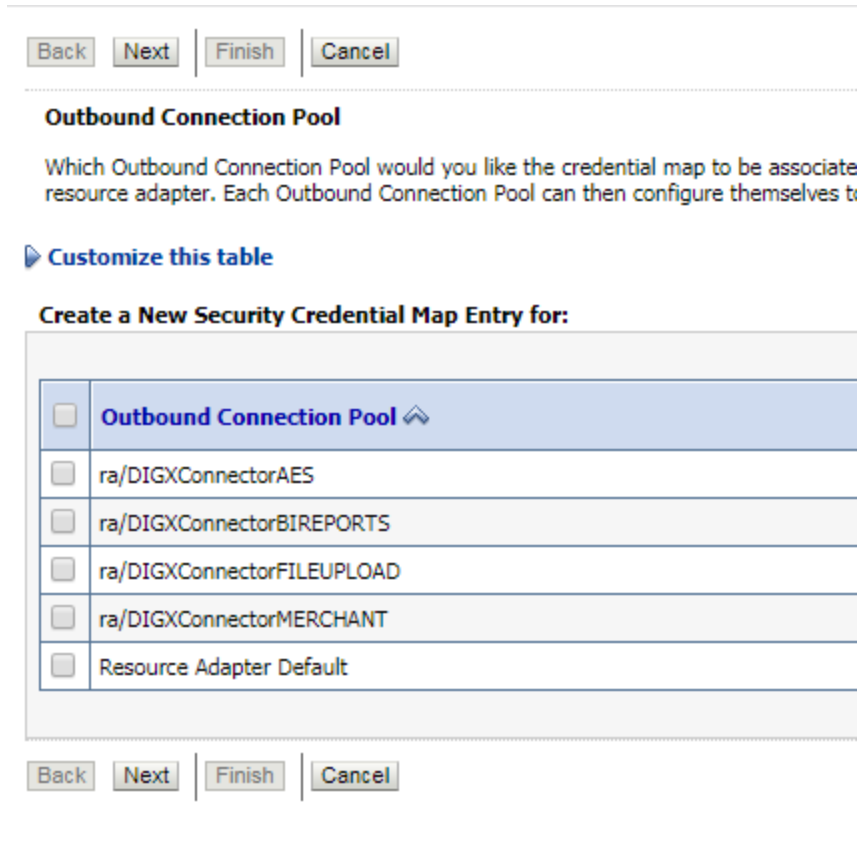 Back Next Finish Cancel
Outbound Connection Pool
Which Outbound Connection Pool would you like the credential map to be associate
resource adapter. Each Outbound Connection Pool can then configure themselves to
Customize this table
Create a New Security Credential Map Entry for:
Outbound Connection Pool
ra/DIGXConnectorAES
ra/DIGXConnectorBIREPORTS
ra/DIGXConnectorFILEUPLOAD
ra/DIGXConnectorMERCHANT
Resource Adapter Default
Back Next Finish Cancel